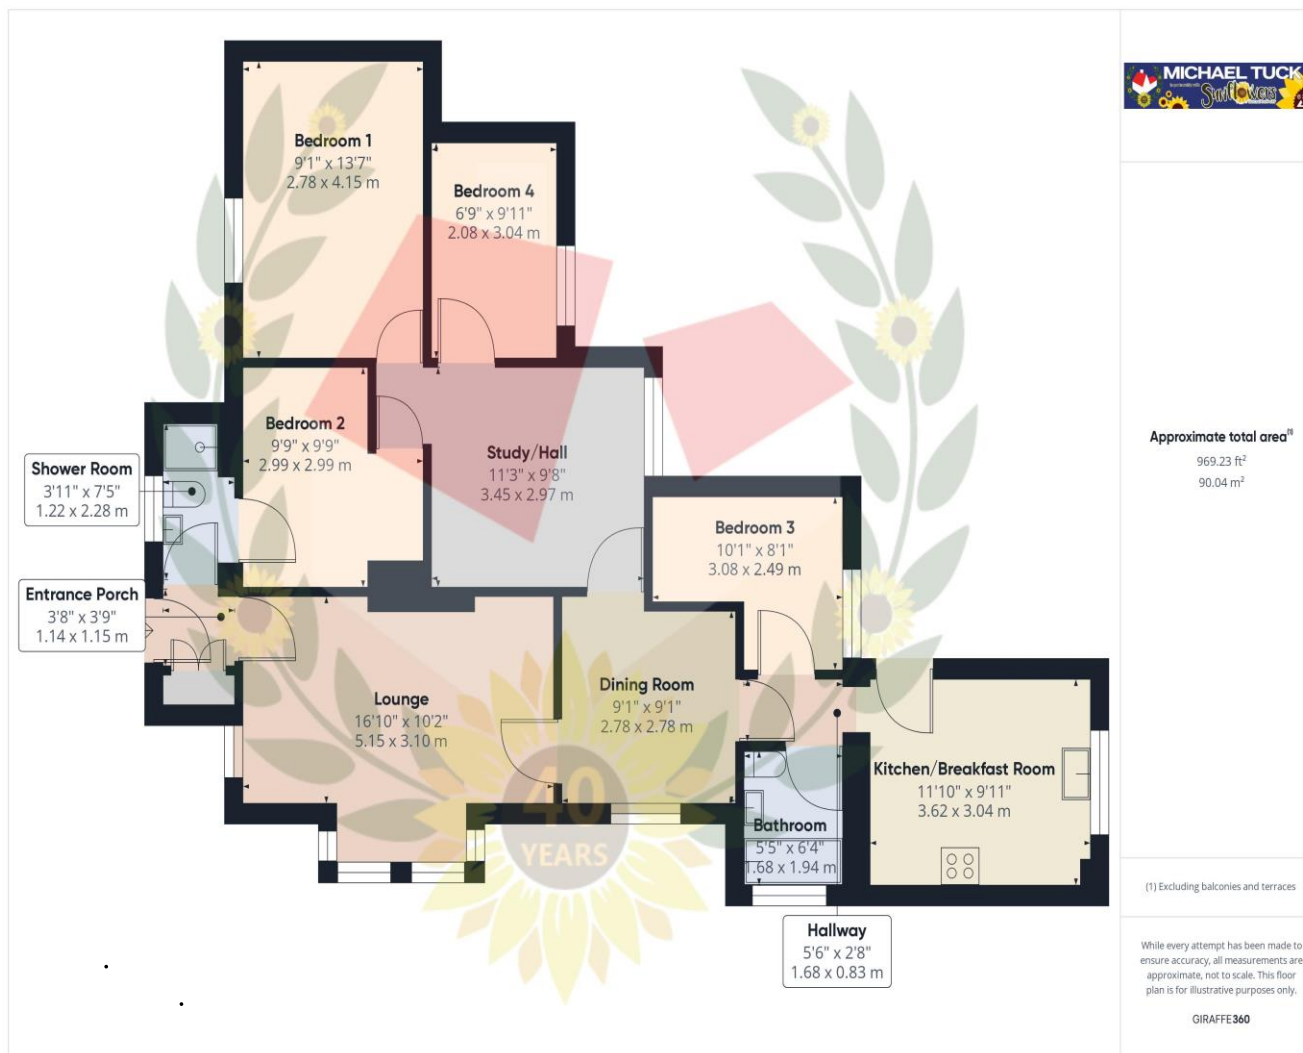 MICHAEL TUCK
Sunflowers
Bedroom 1
9'1" x 13'7"
2.78 x 4.15 m
Bedroom 4
6'9" x 9'11"
2.08 x 3.04 m
Bedroom 2
9'9" x 9'9"
2.99 x 2.99 m
Study/Hall
11'3" x 9'8"
3.45 x 2.97 m
Shower Room
3'11" x 7'5"
1.22 x 2.28 m
Bedroom 3
10'1" x 8'1"
3.08 x 2.49 m
Entrance Porch
3'8" x 3'9"
1.14 x 1.15 m
Lounge
16'10" x 10'2"
5.15 x 3.10 m
Dining Room
9'1" x 9'1"
2.78 x 2.78 m
Kitchen/Breakfast Room
11'10" x 9'11"
3.62 x 3.04 m
Bathroom
5'5" x 6'4"
1.68 x 1.94 m
Hallway
5'6" x 2'8"
1.68 x 0.83 m
40
YEARS
Approximate total area(1)
969.23 ft²
90.04 m²
(1) Excluding balconies and terraces
While every attempt has been made to
ensure accuracy, all measurements are
approximate, not to scale. This floor
plan is for illustrative purposes only.
GIRAFFE360